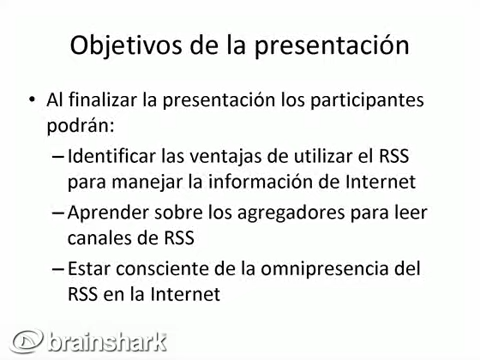 Objetivos de la presentación
• Al finalizar la presentación los participantes
podrán:
–Identificar las ventajas de utilizar el RSS
para manejar la información de Internet
–Aprender sobre los agregadores para leer
canales de RSS
–Estar consciente de la omnipresencia del
RSS en la Internet
brainshark